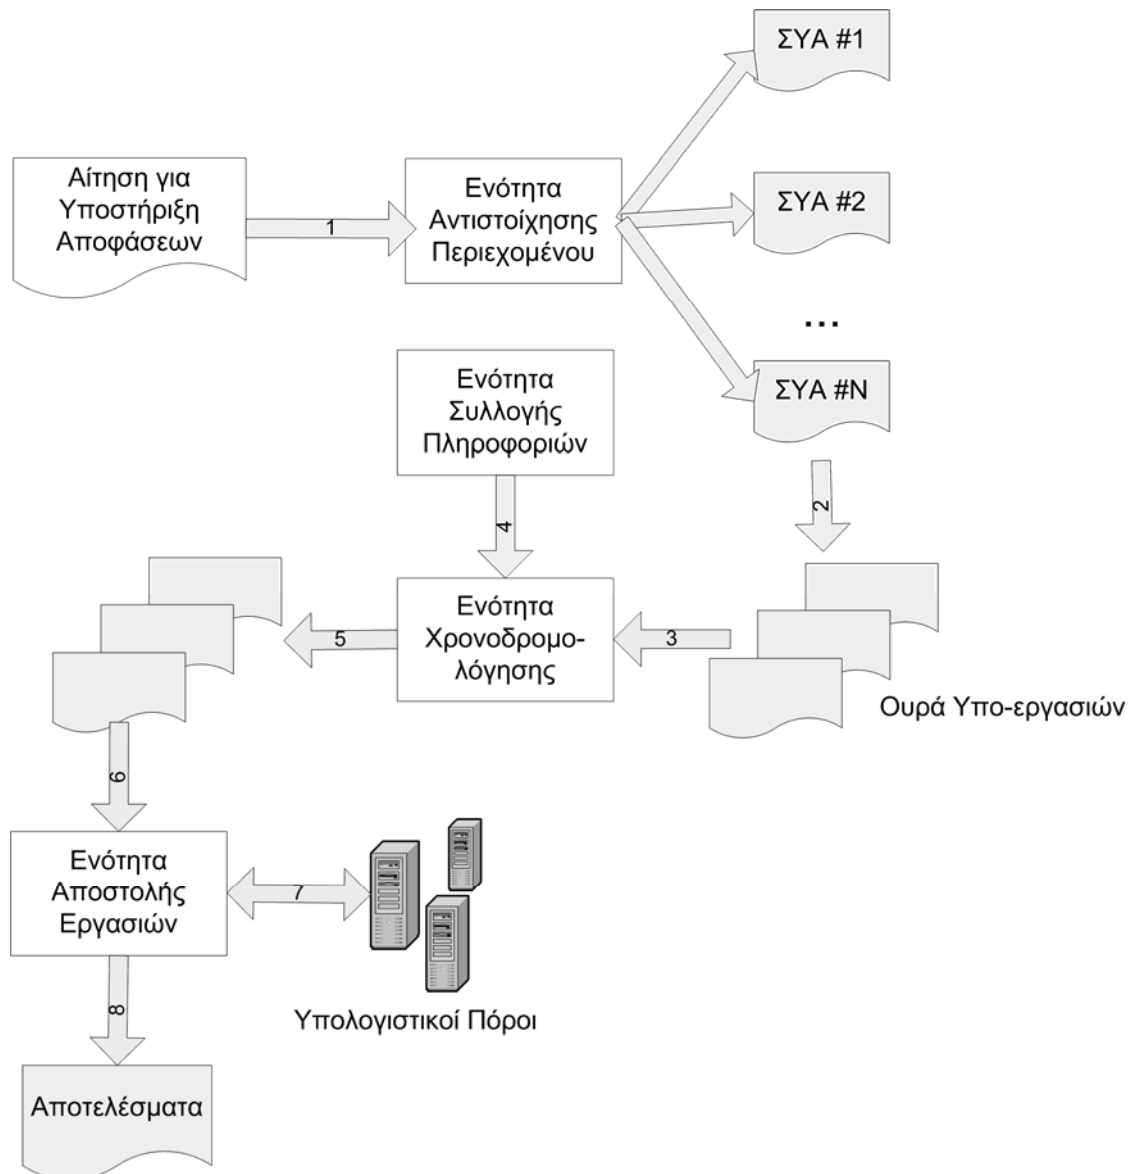 ΣΥΑ #1
Αίτηση για
Υποστήριξη
Αποφάσεων
1
Ενότητα
Αντιστοίχησης
Περιεχομένου
ΣΥΑ #2
...
ΣΥΑ #N
Ενότητα
Συλλογής
Πληροφοριών
2
4
Ενότητα
Χρονοδρομο-
λόγησης
5
3
Ουρά Υπο-εργασιών
6
Ενότητα
Αποστολής
Εργασιών
7
Υπολογιστικοί Πόροι
8
Αποτελέσματα